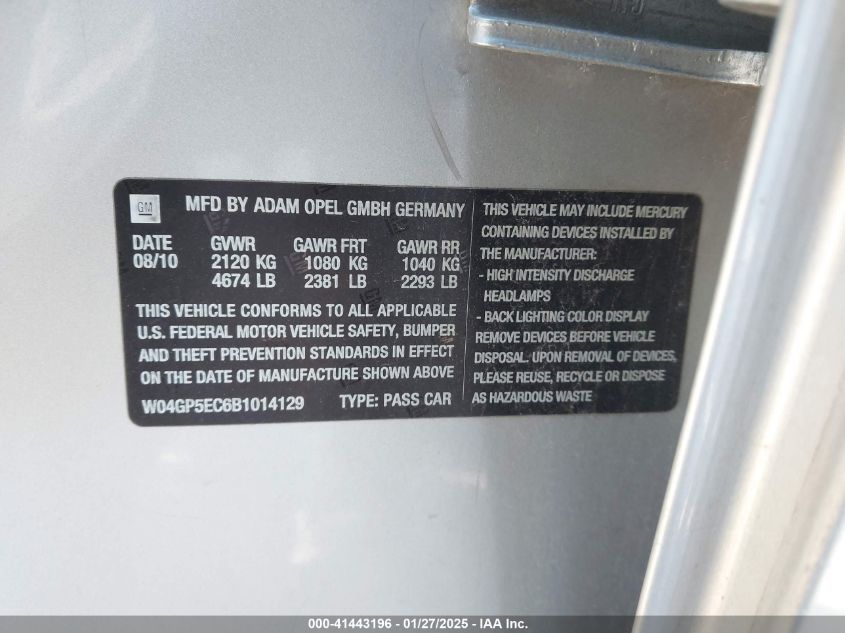 GM
MFD BY ADAM OPEL GMBH GERMANY
DATE GVWR GAWR FRT GAWR RR
08/10 2120 KG 1080 KG 1040 KG
4674 LB 2381 LB 2293 LB
THIS VEHICLE CONFORMS TO ALL APPLICABLE
U.S. FEDERAL MOTOR VEHICLE SAFETY, BUMPER
AND THEFT PREVENTION STANDARDS IN EFFECT
ON THE DATE OF MANUFACTURE SHOWN ABOVE
W04GP5EC6B1014129 TYPE: PASS CAR
THIS VEHICLE MAY INCLUDE MERCURY
CONTAINING DEVICES INSTALLED BY
THE MANUFACTURER:
- HIGH INTENSITY DISCHARGE
HEADLAMPS
- BACK LIGHTING COLOR DISPLAY
REMOVE DEVICES BEFORE VEHICLE
DISPOSAL. UPON REMOVAL OF DEVICES,
PLEASE REUSE, RECYCLE OR DISPOSE
AS HAZARDOUS WASTE
000-41443196 - 01/27/2025 - IAA Inc.